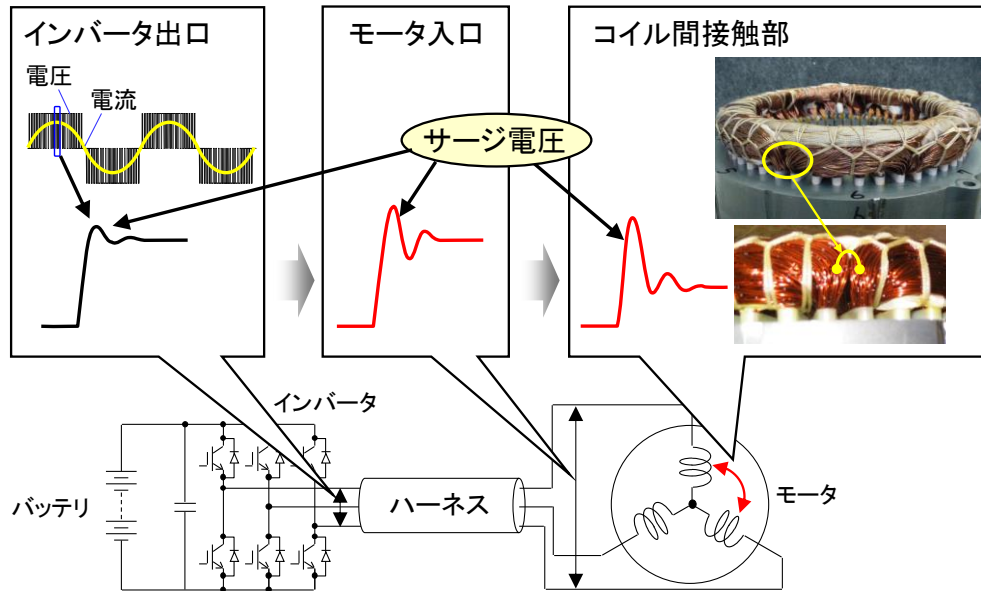 インバータ出口
モータ入口
コイル間接触部
電圧
電流
サージ電圧
インバータ
バッテリ
ハーネス
モータ